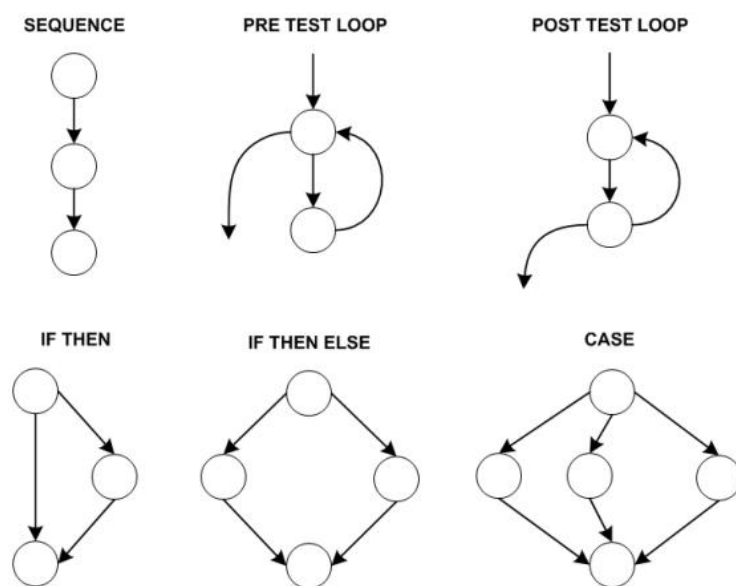 SEQUENCE
PRE TEST LOOP
POST TEST LOOP
IF THEN
IF THEN ELSE
CASE